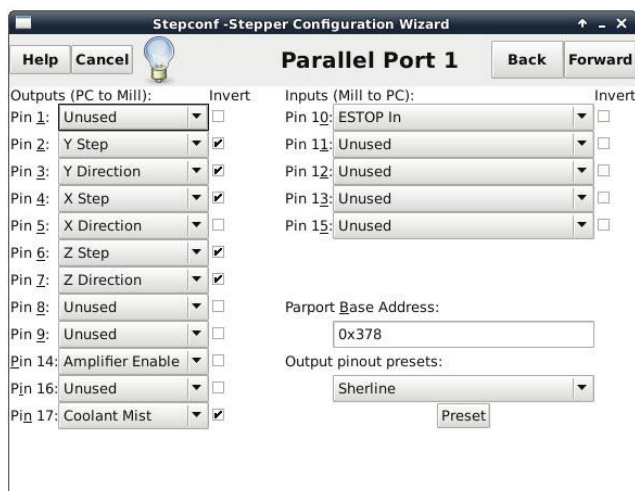 Stepconf -Stepper Configuration Wizard
Help Cancel Parallel Port 1 Back Forward
Outputs (PC to Mill): Invert Inputs (Mill to PC): Invert
Pin 1: Unused Pin 10: ESTOP In
Pin 2: Y Step Pin 11: Unused
Pin 3: Y Direction Pin 12: Unused
Pin 4: X Step Pin 13: Unused
Pin 5: X Direction Pin 15: Unused
Pin 6: Z Step
Pin 7: Z Direction
Pin 8: Unused Parport Base Address:
Pin 9: Unused 0x378
Pin 14: Amplifier Enable Output pinout presets:
Pin 16: Unused Sherline
Pin 17: Coolant Mist Preset